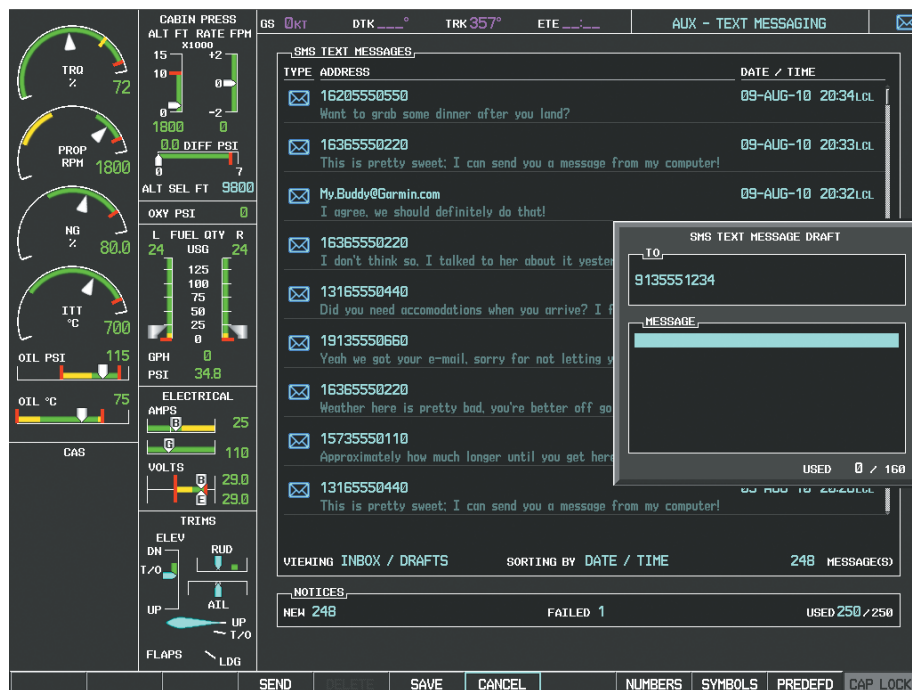 CABIN PRESS
GS 0KT DTK ___° TRK 357° ETE __:__ AUX - TEXT MESSAGING
ALT FT RATE FPM
X1000
15 +2
10
0
0 -2
1800 0
0.0 DIFF PSI
0 7
ALT SEL FT 9800
OXY PSI 0
L FUEL QTY R
24 USG 24
125
100
75
50
25
0
GPH 0
PSI 34.8
ELECTRICAL
AMPS
B 25
G 110
VOLTS
B 29.0
E 29.0
TRIMS
ELEV
DN RUD
T/O
AIL
UP
UP
T/O
FLAPS LDG
TRQ
%
72
PROP
RPM
1800
NG
%
80.0
ITT
°C
700
OIL PSI 115
OIL °C 75
CAS
SMS TEXT MESSAGES
TYPE ADDRESS DATE / TIME
16205550550 09-AUG-10 20:34LCL
Want to grab some dinner after you land?
16365550220 09-AUG-10 20:33LCL
This is pretty sweet; I can send you a message from my computer!
My.Buddy@Garmin.com 09-AUG-10 20:32LCL
I agree, we should definitely do that!
16365550220
I don't think so, I talked to her about it yester
13165550440
Did you need accomodations when you arrive? I f
19135550660
Yeah we got your e-mail, sorry for not letting y
16365550220
Weather here is pretty bad, you're better off go
15735550110
Approximately how much longer until you get here
13165550440
This is pretty sweet; I can send you a message from my computer!
VIEWING INBOX / DRAFTS SORTING BY DATE / TIME 248 MESSAGE(S)
NOTICES
NEW 248 FAILED 1 USED 250/250
SMS TEXT MESSAGE DRAFT
TO
9135551234
MESSAGE
USED 0 / 160
SEND DELETE SAVE CANCEL NUMBERS SYMBOLS PREDEFD CAP LOCK